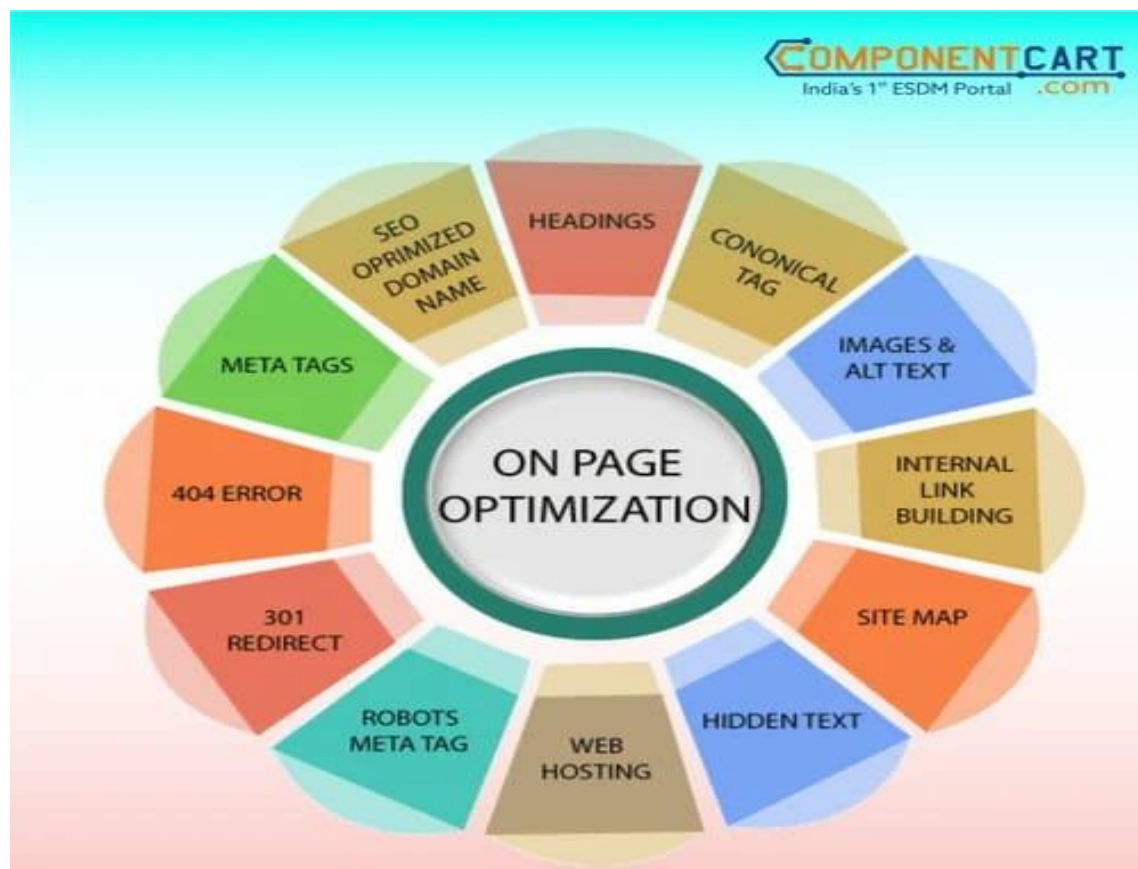 COMPONENTCART
India's 1st ESDM Portal .com
HEADINGS
CONONICAL
TAG
IMAGES &
ALT TEXT
INTERNAL
LINK
BUILDING
SITE MAP
HIDDEN TEXT
WEB
HOSTING
ROBOTS
META TAG
301
REDIRECT
404 ERROR
META TAGS
SEO
OPRIMIZED
DOMAIN
NAME
ON PAGE
OPTIMIZATION